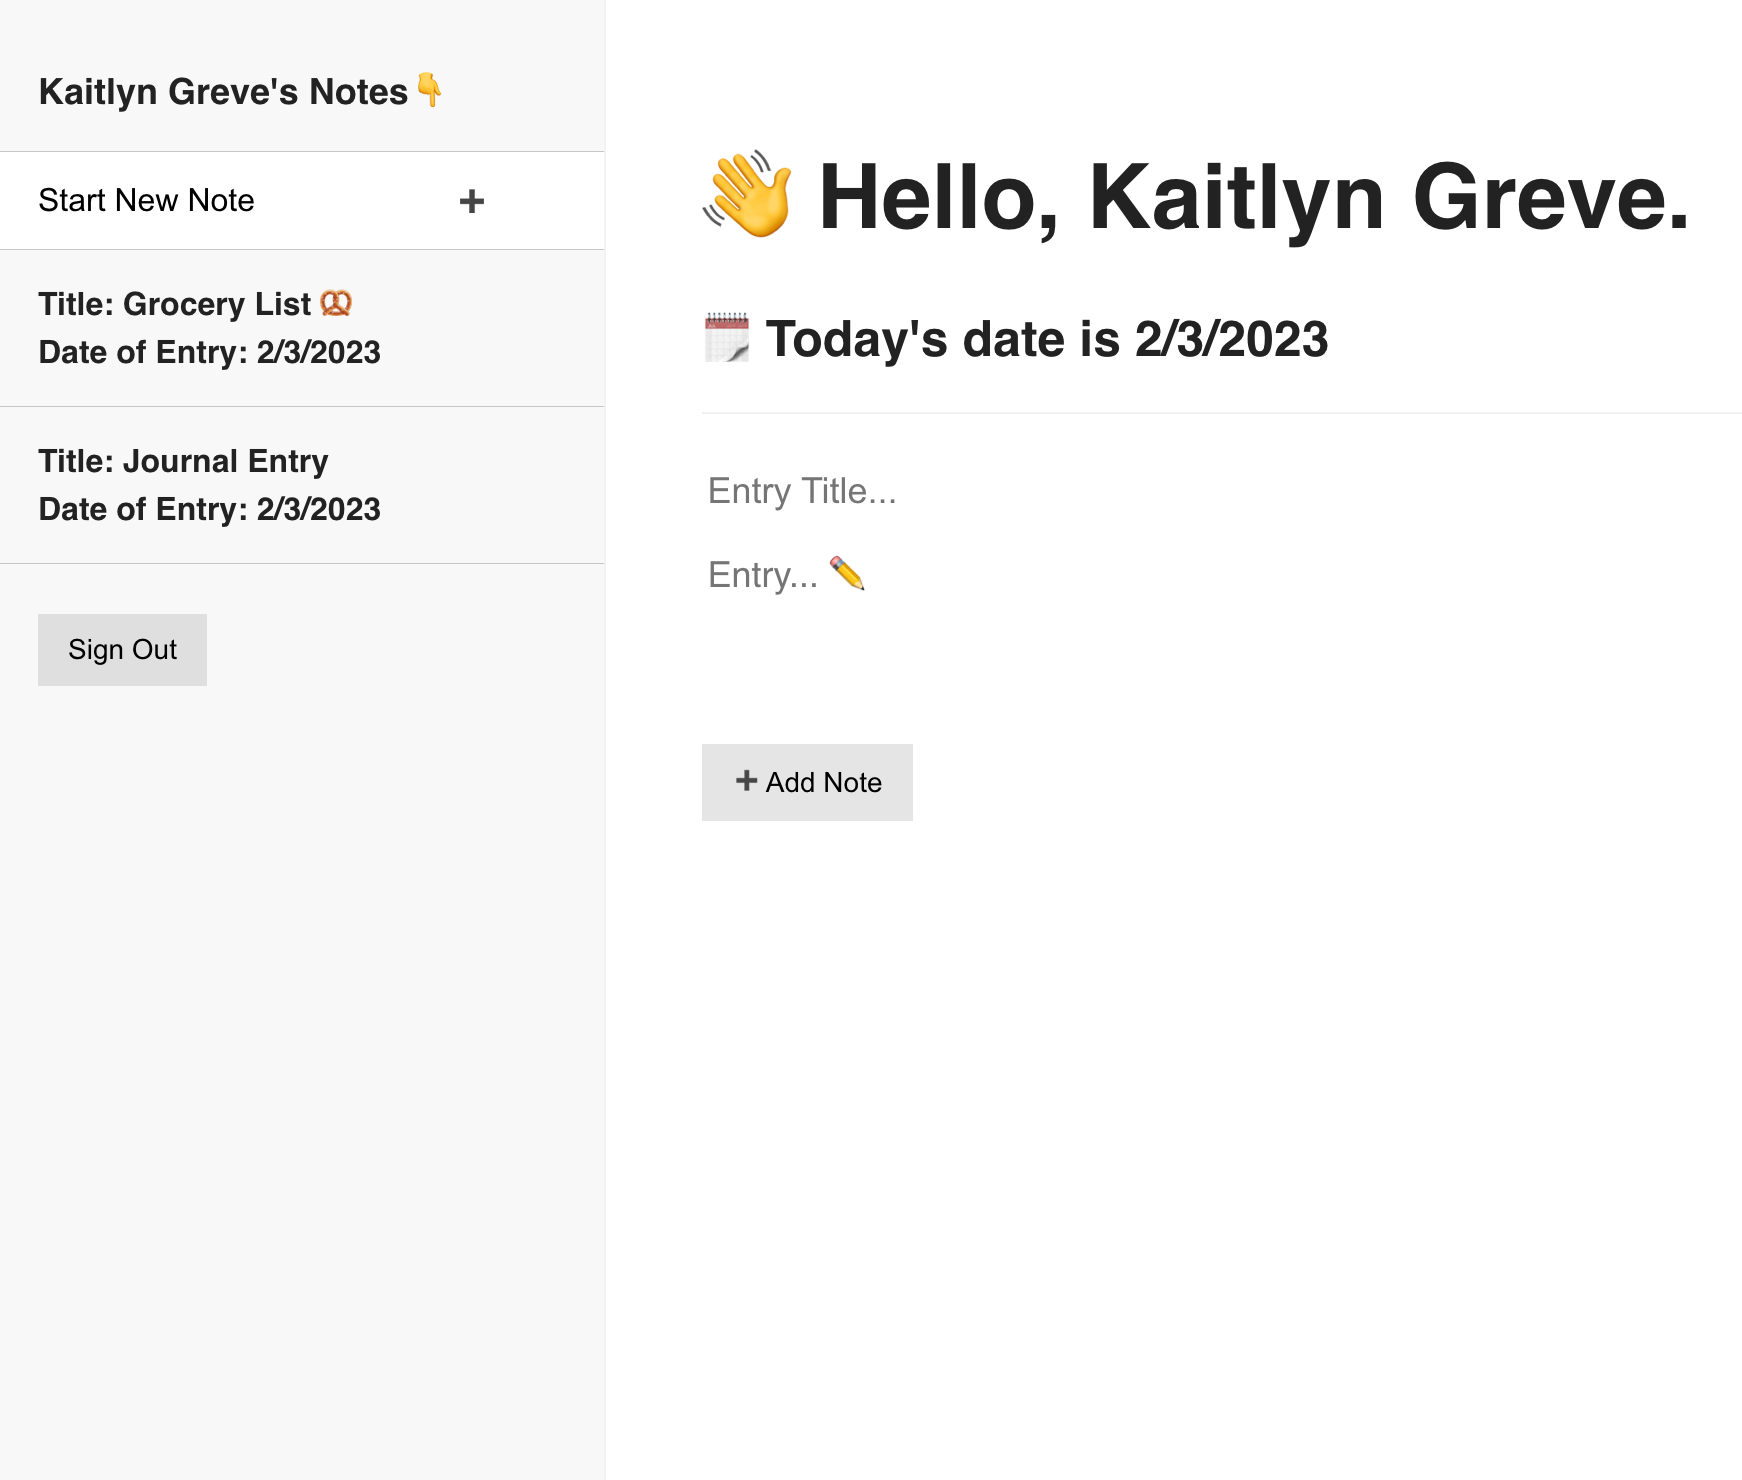 Kaitlyn Greve's Notes👇
Start New Note ➕
Title: Grocery List 🥨
Date of Entry: 2/3/2023
Title: Journal Entry
Date of Entry: 2/3/2023
Sign Out
👋 Hello, Kaitlyn Greve.
🗓️ Today's date is 2/3/2023
Entry Title...
Entry... ✏️
➕ Add Note